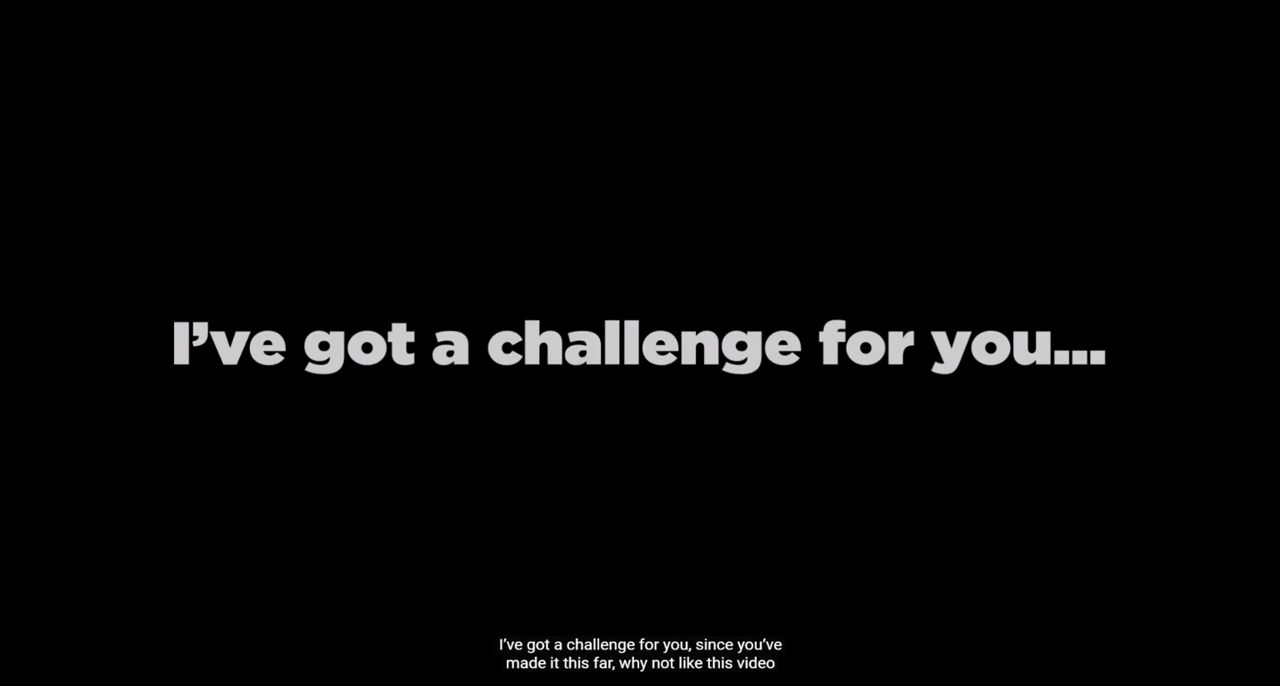 I’ve got a challenge for you...
I’ve got a challenge for you, since you’ve
made it this far, why not like this video